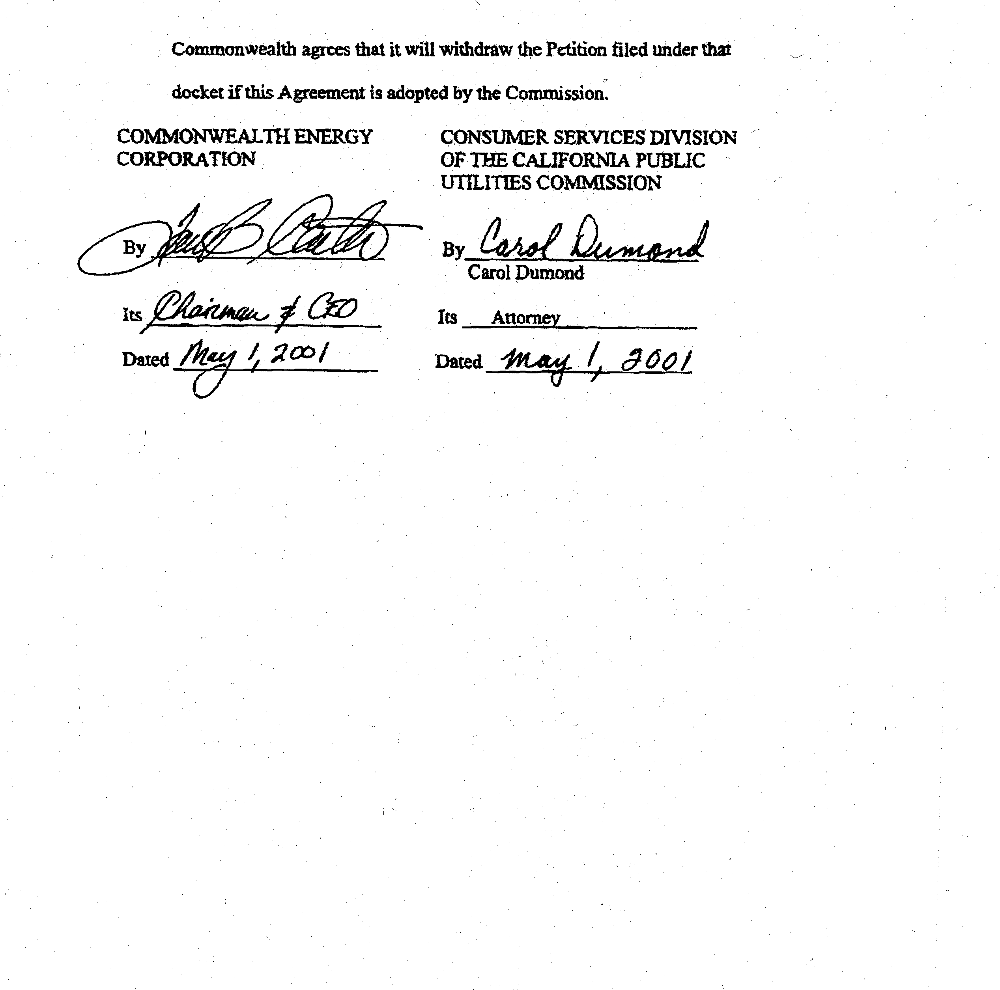 Commonwealth agrees that it will withdraw the Petition filed under that
docket if this Agreement is adopted by the Commission.
COMMONWEALTH ENERGY
CORPORATION
By
Its Chairman & CEO
Dated May 1, 2001
CONSUMER SERVICES DIVISION
OF THE CALIFORNIA PUBLIC
UTILITIES COMMISSION
By Carol Dumond
Carol Dumond
Its Attorney
Dated May 1, 2001